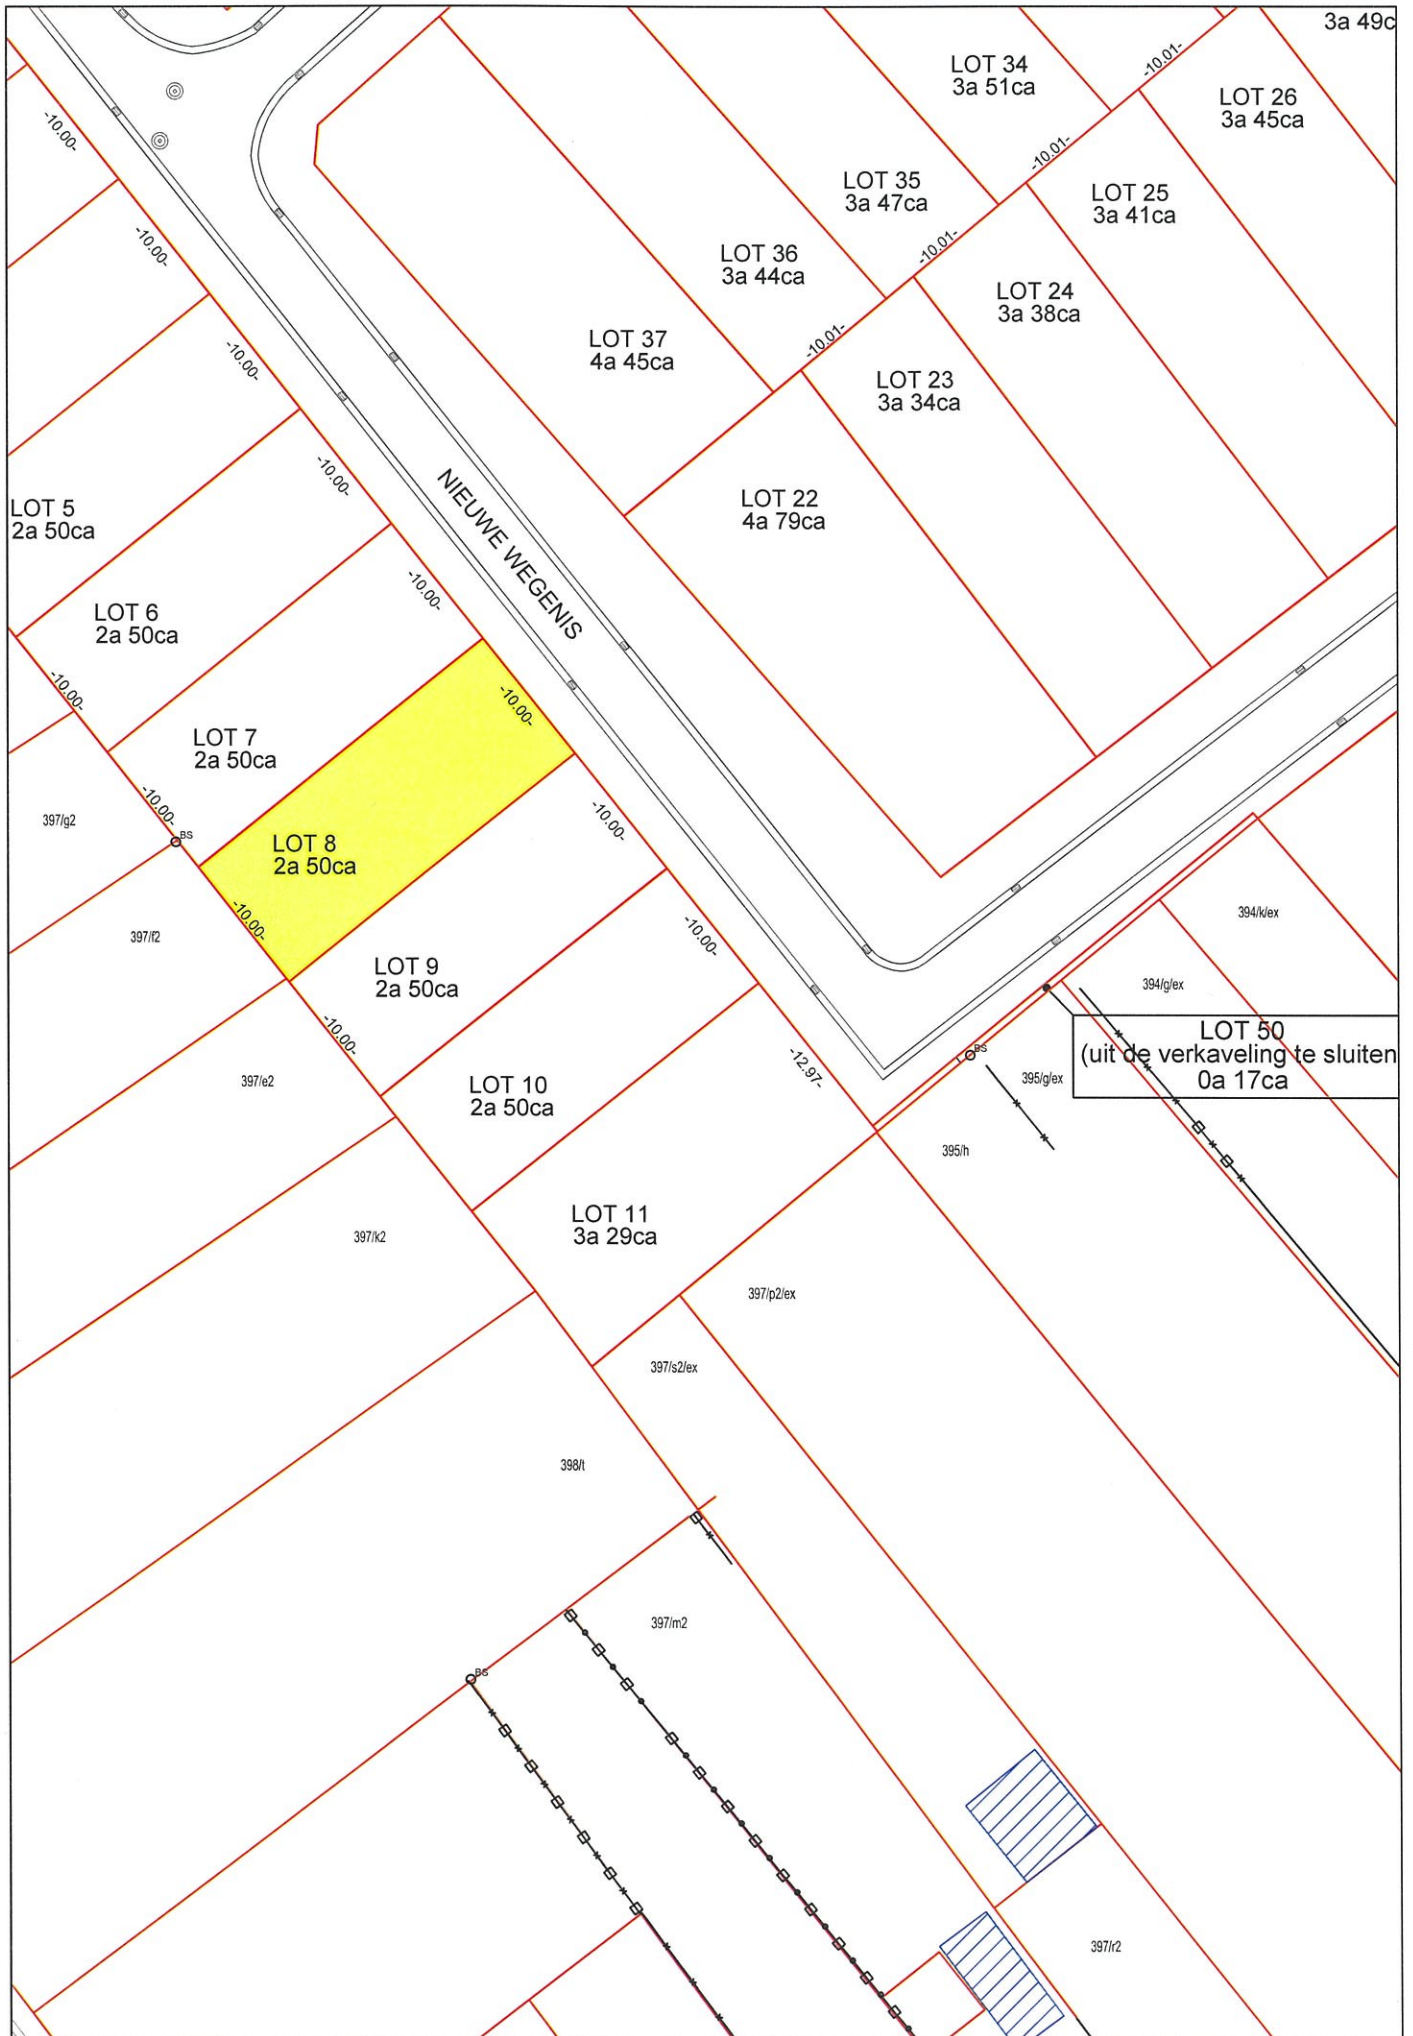 3a 49c
LOT 34
3a 51ca
-10.01-
LOT 26
3a 45ca
-10.00-
-10.01-
LOT 35
3a 47ca
LOT 25
3a 41ca
-10.00-
LOT 36
3a 44ca
-10.01-
LOT 24
3a 38ca
-10.00-
LOT 37
4a 45ca
-10.01-
LOT 23
3a 34ca
-10.00-
NIEUWE WEGENIS
LOT 22
4a 79ca
LOT 5
2a 50ca
-10.00-
LOT 6
2a 50ca
-10.00-
-10.00-
LOT 7
2a 50ca
-10.00-
BS
397/g2
-10.00-
LOT 8
2a 50ca
-10.00-
397/f2
394/k/ex
-10.00-
LOT 9
2a 50ca
394/g/ex
-10.00-
LOT 50
(uit de verkaveling te sluiten
0a 17ca
BS
-12.97-
395/g/ex
397/e2
LOT 10
2a 50ca
395/h
LOT 11
3a 29ca
397/k2
397/p2/ex
397/s2/ex
398/t
397/m2
BS
397/r2